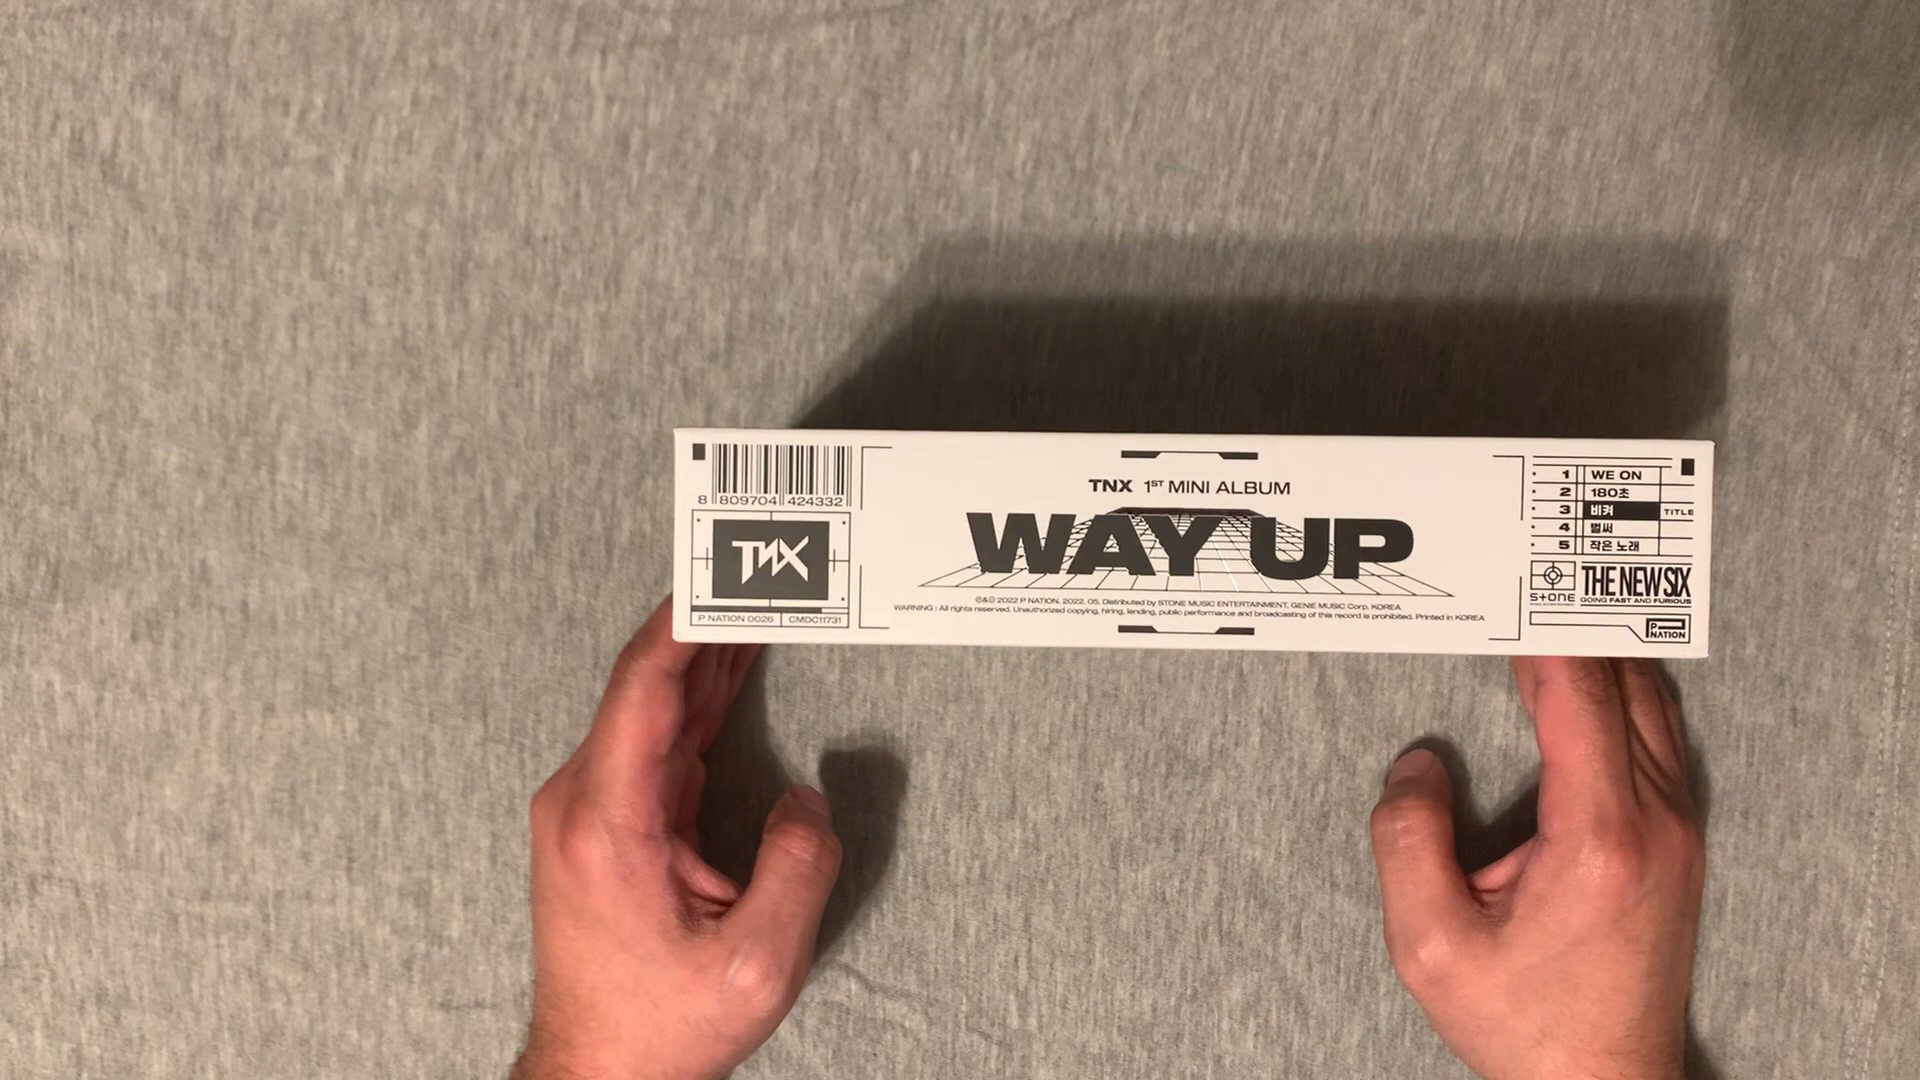 8 809704 424332
TNX
P NATION 0026 CMDC11731
TNX 1ST MINI ALBUM
WAY UP
℗&© 2022 P NATION. 2022. 05. Distributed by STONE MUSIC ENTERTAINMENT, GENIE MUSIC Corp. KOREA
WARNING : All rights reserved. Unauthorized copying, hiring, lending, public performance and broadcasting of this record is prohibited. Printed in KOREA
1 WE ON
2 180초
3 비켜 TITLE
4 벌써
5 작은 노래
S+ONE
THE NEW SIX
GOING FAST AND FURIOUS
P NATION